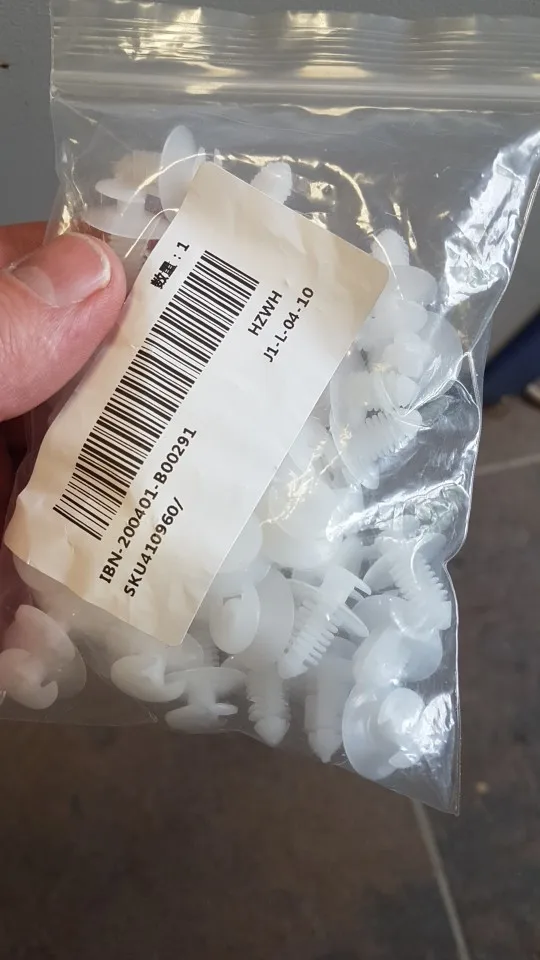 数量：1
HZWH
J1-L-04-10
IBN-200401-B00291
SKU410960/